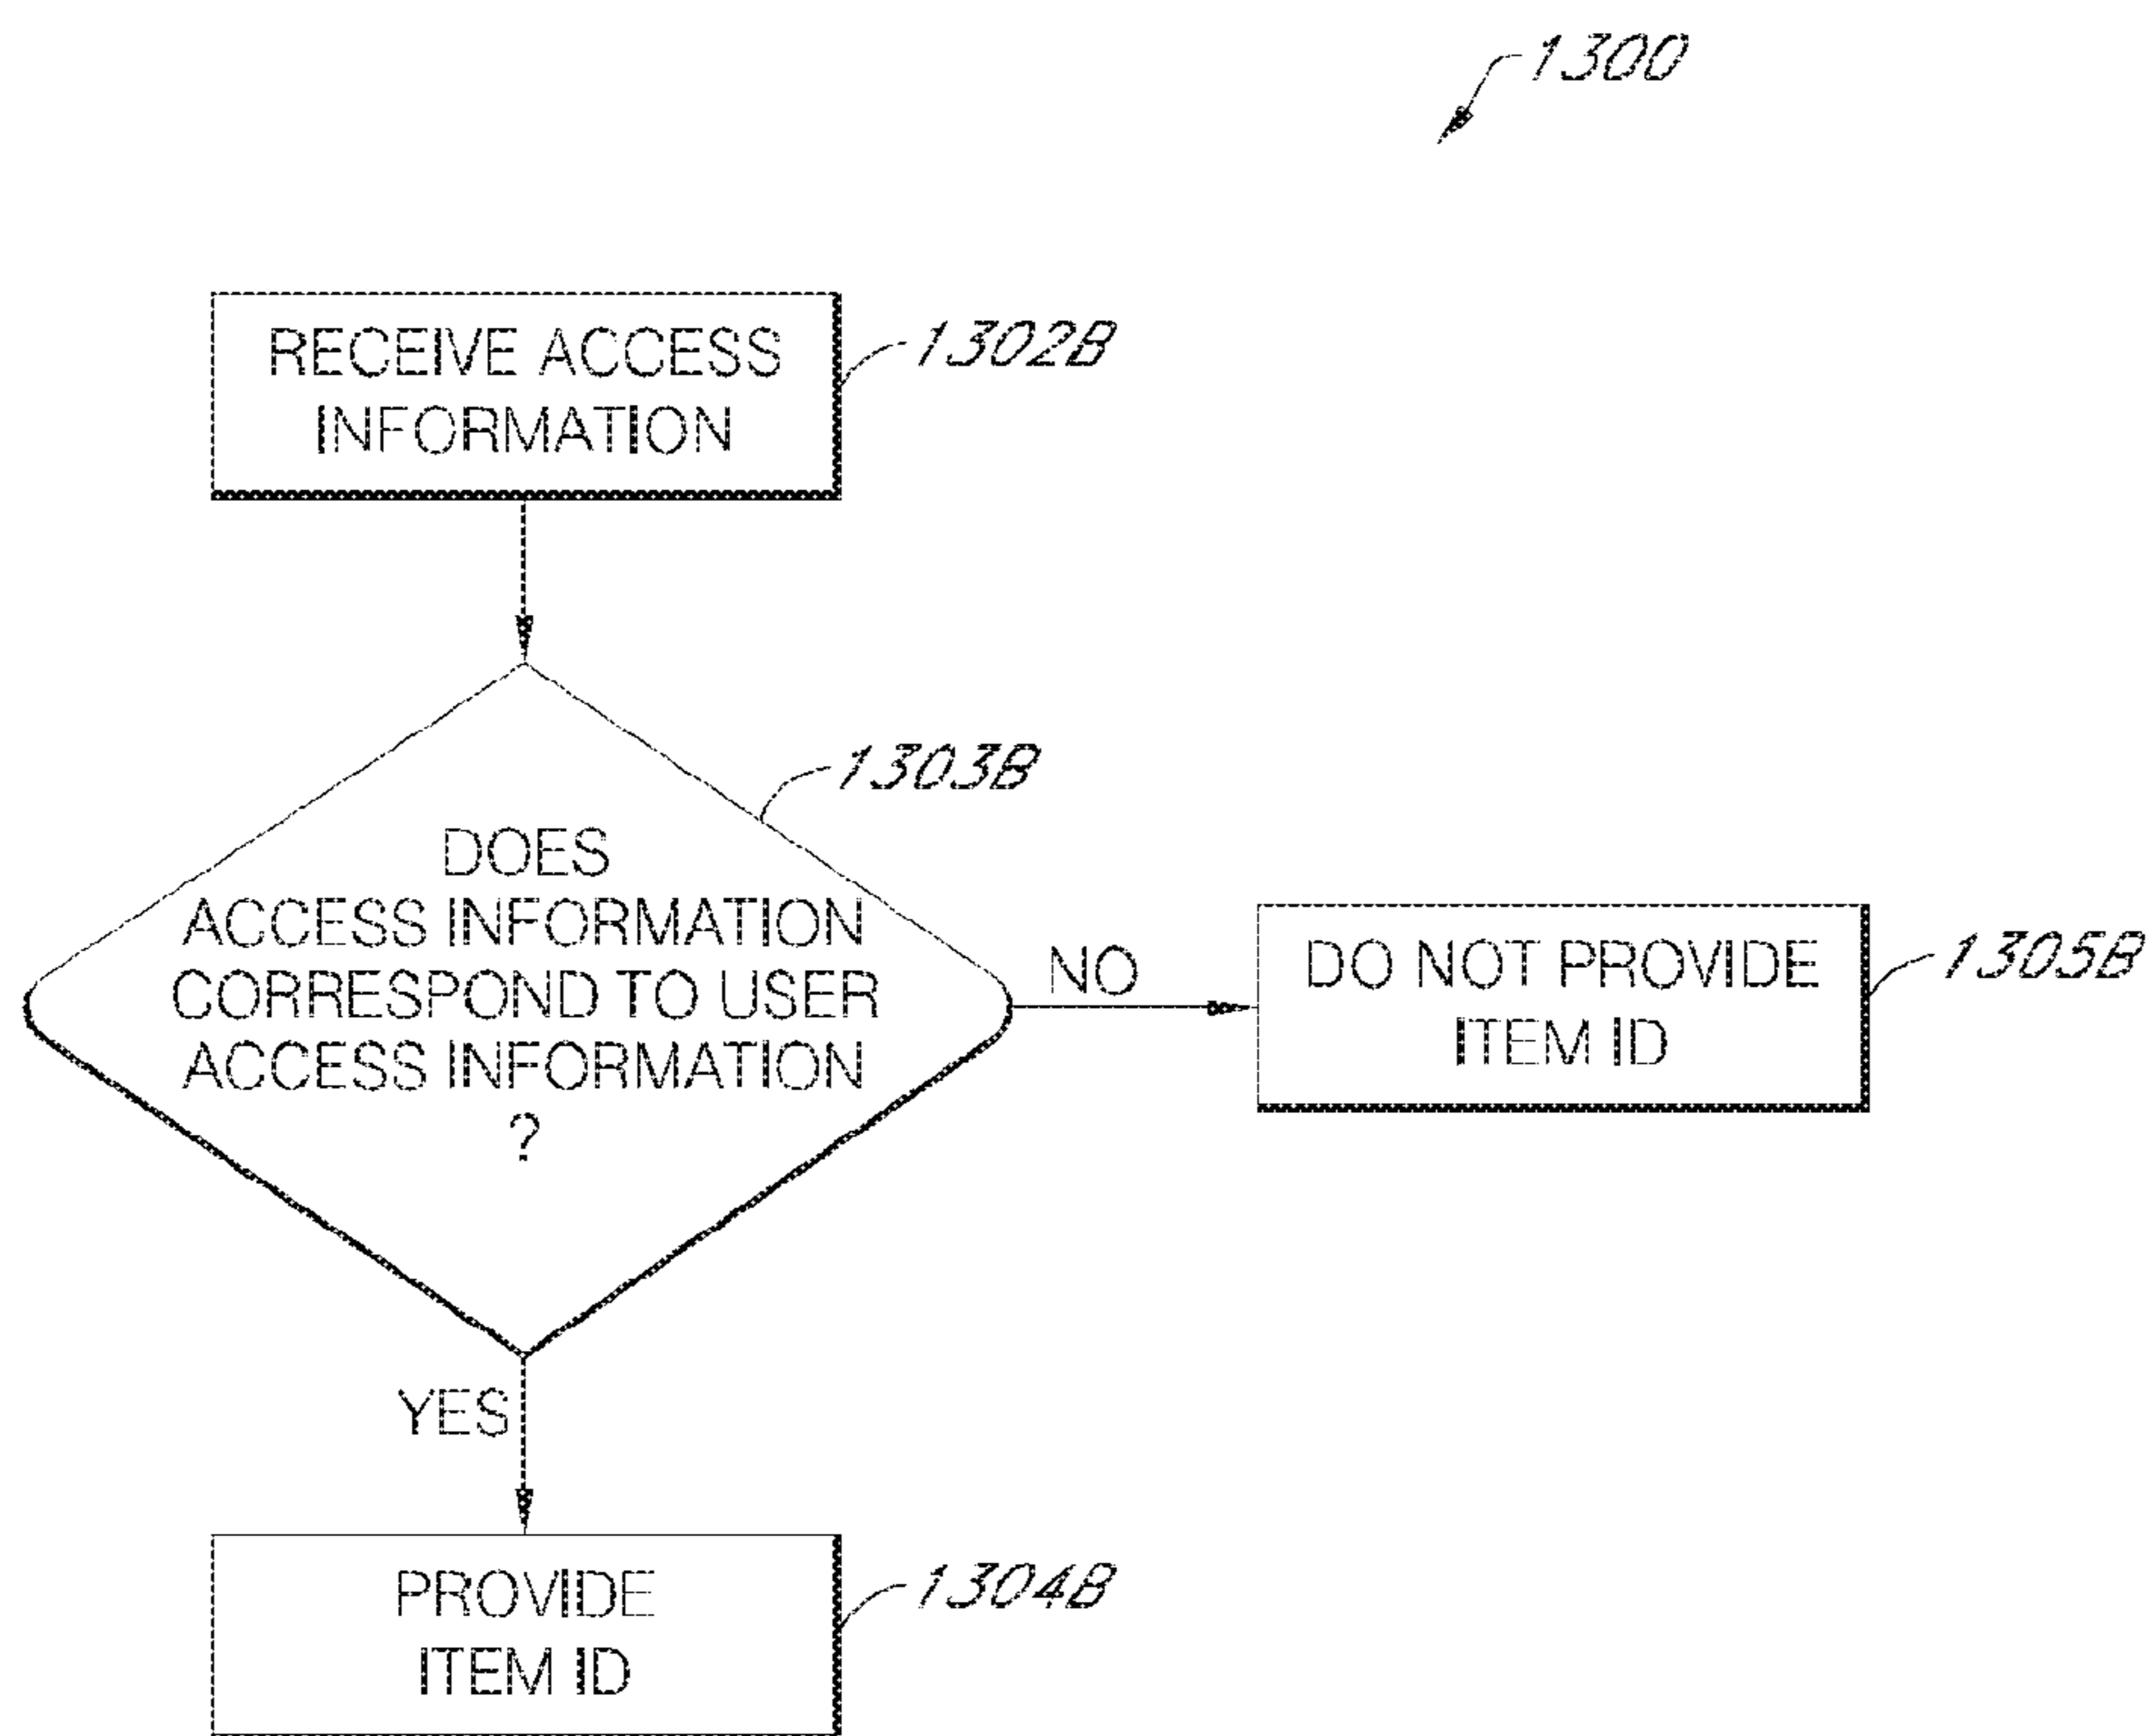 1300
RECEIVE ACCESS
INFORMATION
1302B
1303B
DOES
ACCESS INFORMATION
CORRESPOND TO USER
ACCESS INFORMATION
?
NO
DO NOT PROVIDE
ITEM ID
1305B
YES
PROVIDE
ITEM ID
1304B